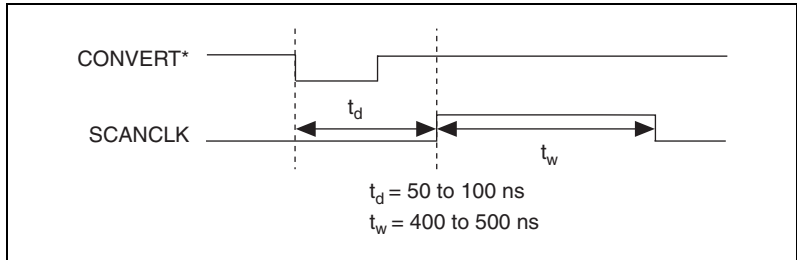 CONVERT*
t_d
SCANCLK
t_w
t_d = 50 to 100 ns
t_w = 400 to 500 ns